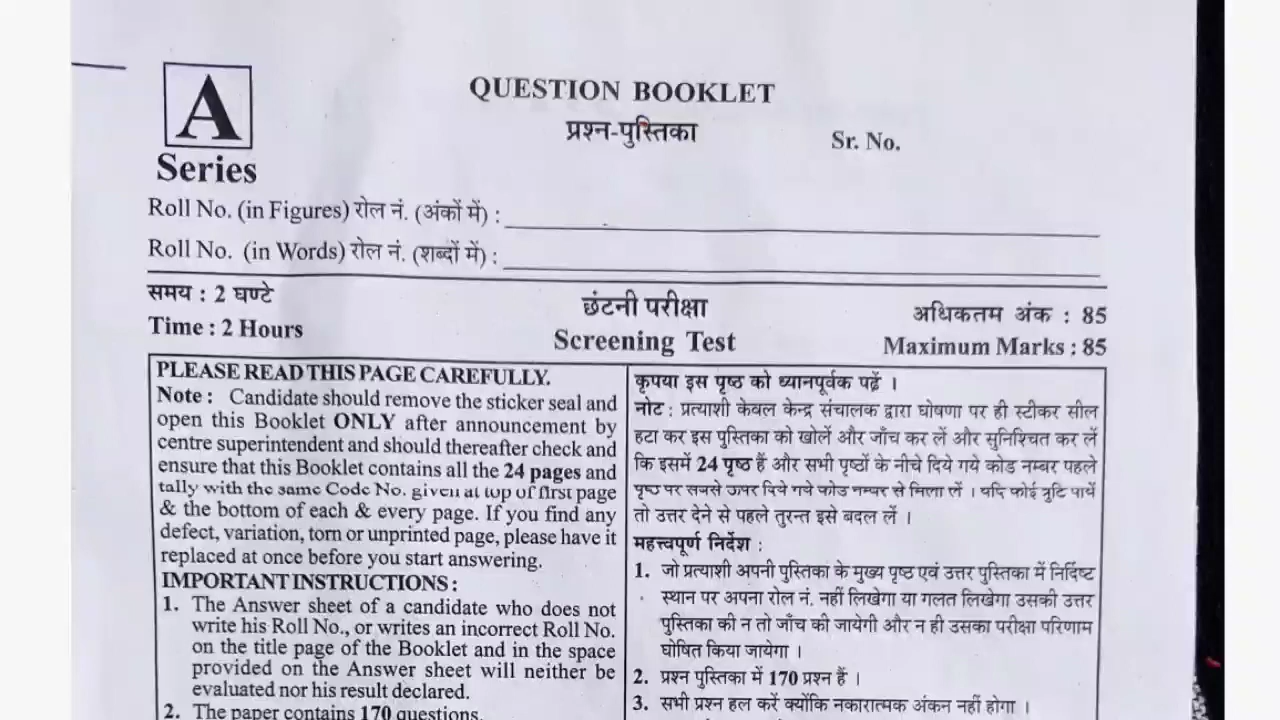 A
Series
QUESTION BOOKLET
प्रश्न-पुस्तिका
Sr. No.
Roll No. (in Figures) रोल नं. (अंकों में) :
Roll No. (in Words) रोल नं. (शब्दों में) :
समय : 2 घण्टे
Time : 2 Hours
छंटनी परीक्षा
Screening Test
अधिकतम अंक : 85
Maximum Marks : 85
PLEASE READ THIS PAGE CAREFULLY.
Note : Candidate should remove the sticker seal and
open this Booklet ONLY after announcement by
centre superintendent and should thereafter check and
ensure that this Booklet contains all the 24 pages and
tally with the same Code No. given at top of first page
& the bottom of each & every page. If you find any
defect, variation, torn or unprinted page, please have it
replaced at once before you start answering.
IMPORTANT INSTRUCTIONS :
1. The Answer sheet of a candidate who does not
write his Roll No., or writes an incorrect Roll No.
on the title page of the Booklet and in the space
provided on the Answer sheet will neither be
evaluated nor his result declared.
2. The paper contains 170 questions.
कृपया इस पृष्ठ को ध्यानपूर्वक पढ़ें ।
नोट : प्रत्याशी केवल केन्द्र संचालक द्वारा घोषणा पर ही स्टीकर सील
हटा कर इस पुस्तिका को खोलें और जाँच कर लें और सुनिश्चित कर लें
कि इसमें 24 पृष्ठ हैं और सभी पृष्ठों के नीचे दिये गये कोड नम्बर पहले
पृष्ठ पर सबसे ऊपर दिये गये कोड नम्बर से मिला लें । यदि कोई त्रुटि पायें
तो उत्तर देने से पहले तुरन्त इसे बदल लें ।
महत्त्वपूर्ण निर्देश :
1. जो प्रत्याशी अपनी पुस्तिका के मुख्य पृष्ठ एवं उत्तर पुस्तिका में निर्दिष्ट
स्थान पर अपना रोल नं. नहीं लिखेगा या गलत लिखेगा उसकी उत्तर
पुस्तिका की न तो जाँच की जायेगी और न ही उसका परीक्षा परिणाम
घोषित किया जायेगा ।
2. प्रश्न पुस्तिका में 170 प्रश्न हैं ।
3. सभी प्रश्न हल करें क्योंकि नकारात्मक अंकन नहीं होगा ।